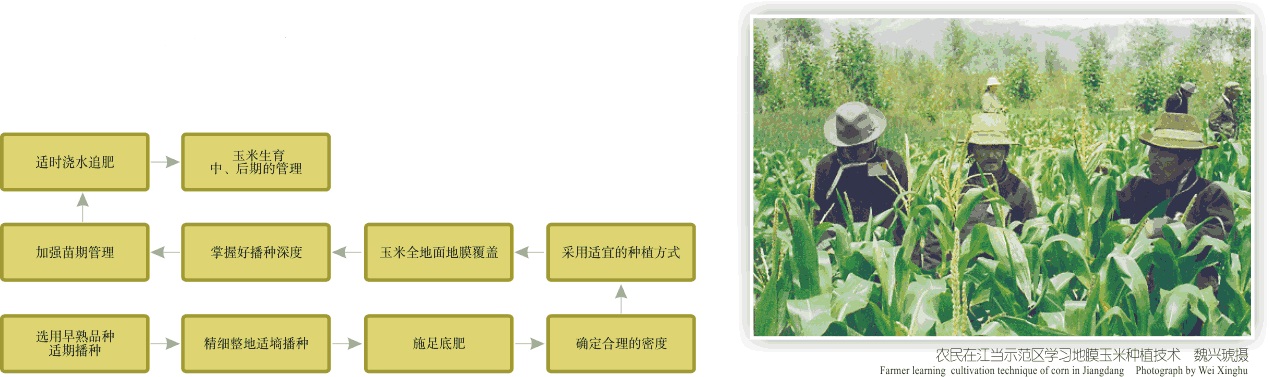 适时浇水追肥
玉米生育
中、后期的管理
加强苗期管理
掌握好播种深度
玉米全地面地膜覆盖
采用适宜的种植方式
选用早熟品种
适期播种
精细整地适墒播种
施足底肥
确定合理的密度
农民在江当示范区学习地膜玉米种植技术 魏兴琥摄
Farmer learning cultivation technique of corn in Jiangdang Photograph by Wei Xinghu